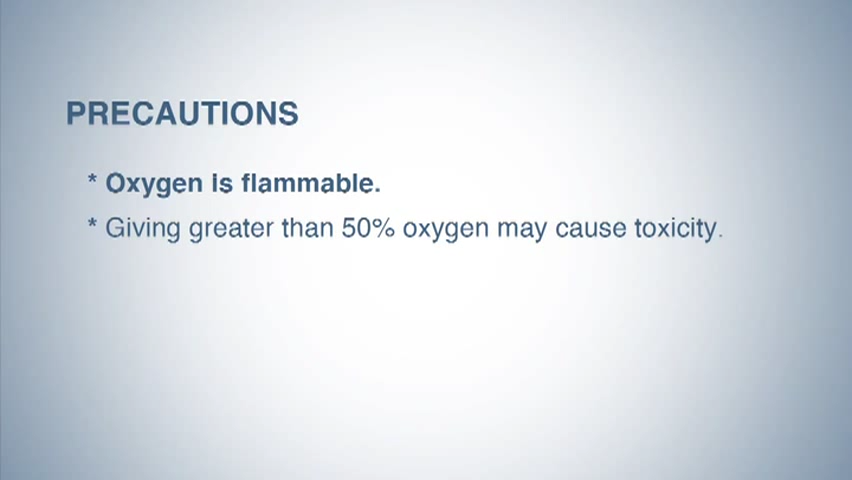 PRECAUTIONS
* Oxygen is flammable.
* Giving greater than 50% oxygen may cause toxicity.